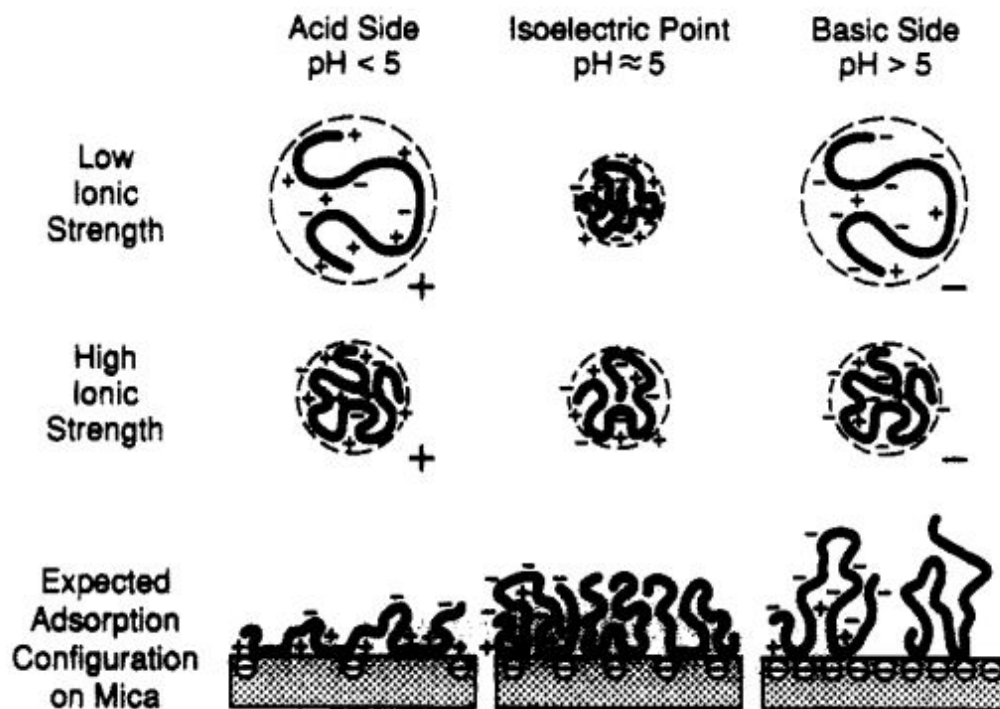 Acid Side
pH < 5
Isoelectric Point
pH ≈ 5
Basic Side
pH > 5
Low
Ionic
Strength
High
Ionic
Strength
Expected
Adsorption
Configuration
on Mica